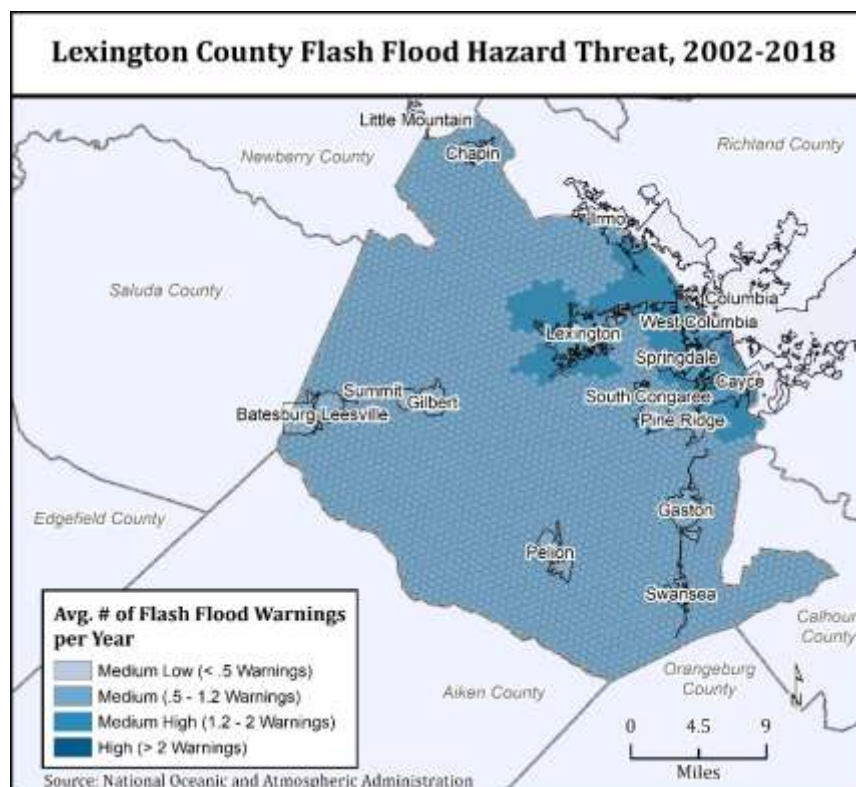 Lexington County Flash Flood Hazard Threat, 2002-2018
Little Mountain
Newberry County
Chapin
Richland County
Irmo
Saluda County
Columbia
West Columbia
Lexington
Springdale
Cayce
Summit
Gilbert
South Congaree
Batesburg-Leesville
Pine Ridge
Edgefield County
Gaston
Pelion
Swansea
Calhoun
County
Orangeburg
County
Aiken County
Avg. # of Flash Flood Warnings
per Year
Medium Low (< .5 Warnings)
Medium (.5 - 1.2 Warnings)
Medium High (1.2 - 2 Warnings)
High (> 2 Warnings)
N
0 4.5 9
Miles
Source: National Oceanic and Atmospheric Administration